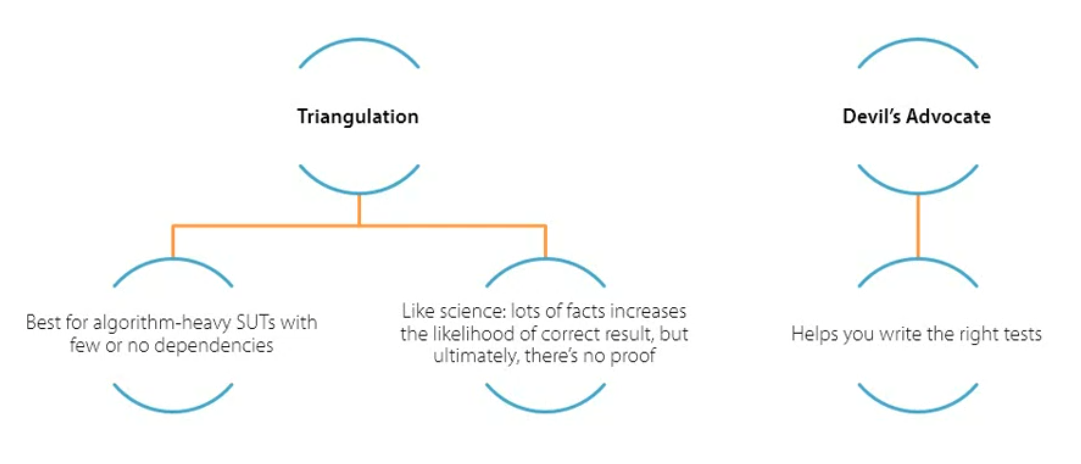 Triangulation
Devil's Advocate
Best for algorithm-heavy SUTs with
few or no dependencies
Like science: lots of facts increases
the likelihood of correct result, but
ultimately, there's no proof
Helps you write the right tests